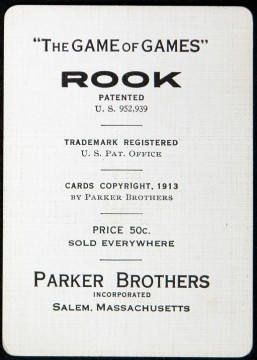 "THE GAME OF GAMES"
ROOK
PATENTED
U. S. 952,939
TRADEMARK REGISTERED
U. S. PAT. OFFICE
CARDS COPYRIGHT, 1913
BY PARKER BROTHERS
PRICE 50c.
SOLD EVERYWHERE
PARKER BROTHERS
INCORPORATED
SALEM, MASSACHUSETTS